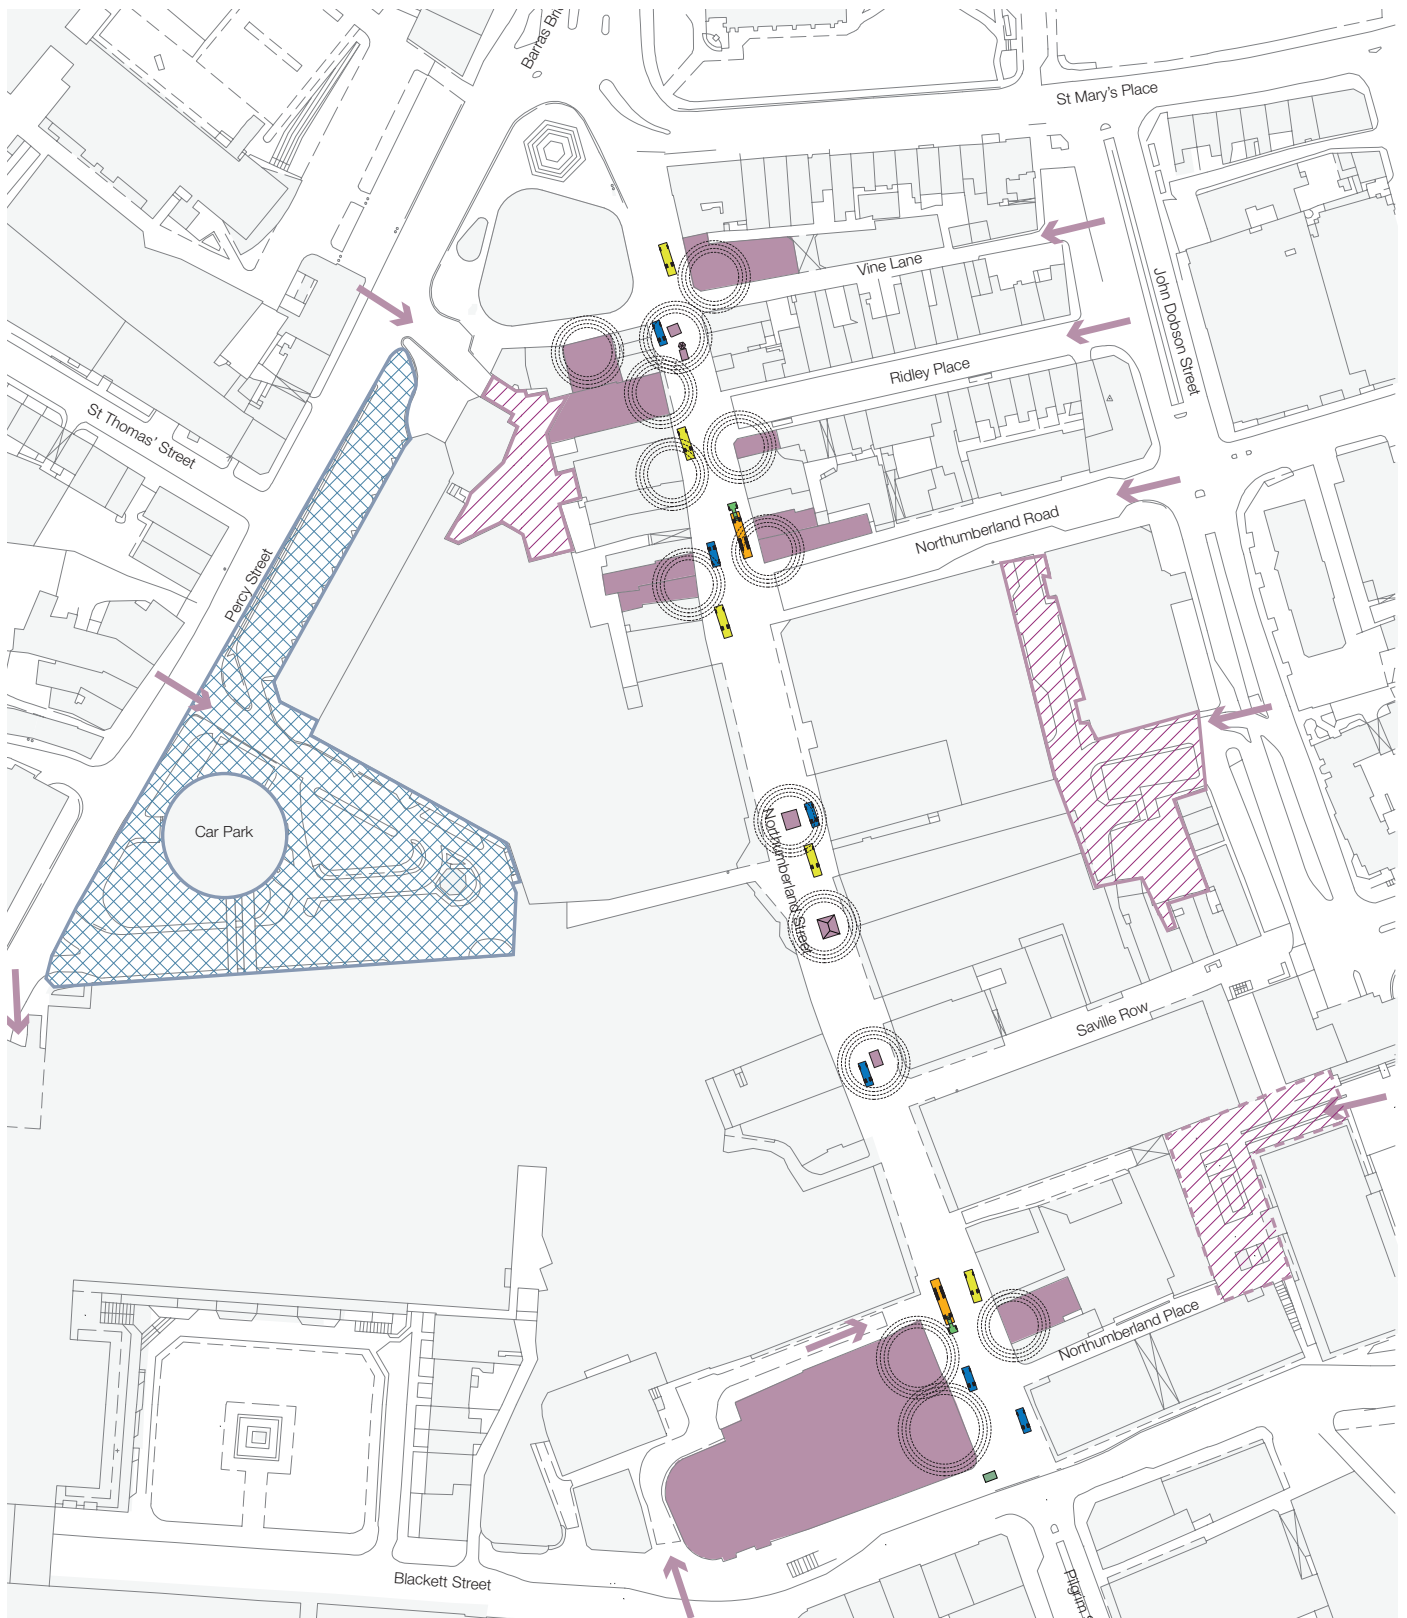 Barras
St Mary's Place
Vine Lane
John Dobson Street
Ridley Place
St Thomas' Street
Northumberland Road
Percy Street
Car Park
Northumberland Street
Saville Row
Northumberland Place
Blackett Street
Pilgrim